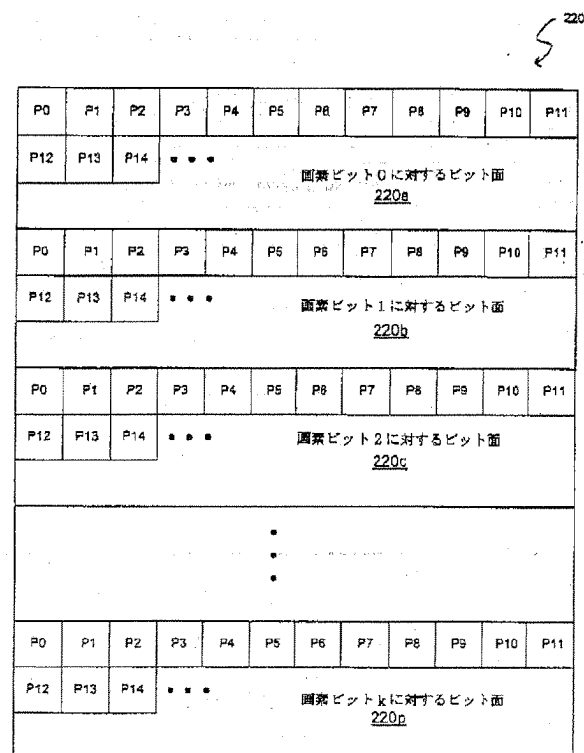 220
P0 P1 P2 P3 P4 P5 P6 P7 P8 P9 P10 P11
P12 P13 P14 • • •
画素ビット0に対するビット面
220a
P0 P1 P2 P3 P4 P5 P6 P7 P8 P9 P10 P11
P12 P13 P14 • • •
画素ビット1に対するビット面
220b
P0 P1 P2 P3 P4 P5 P6 P7 P8 P9 P10 P11
P12 P13 P14 • • •
画素ビット2に対するビット面
220c
P0 P1 P2 P3 P4 P5 P6 P7 P8 P9 P10 P11
P12 P13 P14 • • •
画素ビットkに対するビット面
220p